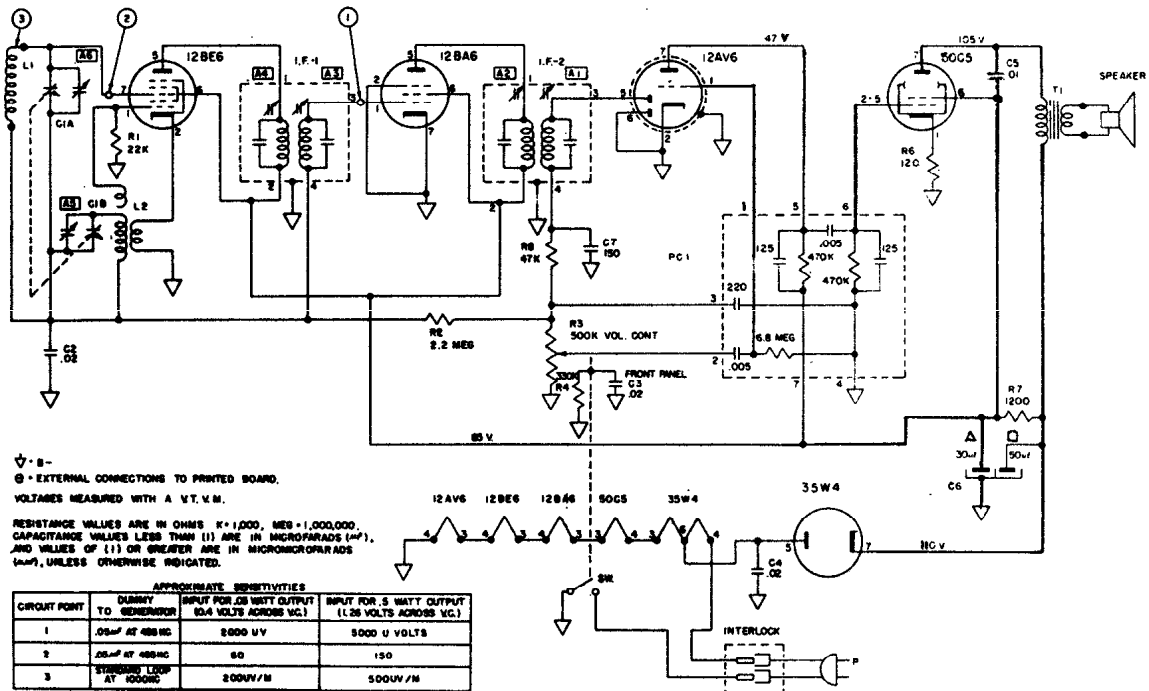 3
2
1
L1
A6
12BE6
A4
I.F.-1
A3
12BA6
A2
I.F.-2
A1
12AV6
47 V
50C5
105 V
C5
.01
T1
SPEAKER
C1A
R1
22K
C1B
A5
L2
R6
120
R8
47K
C7
150
PC1
125
.005
470K
470K
125
220
6.8 MEG
.005
R2
2.2 MEG
R3
500K VOL. CONT
330K
R4
FRONT PANEL
C3
.02
C2
.02
R7
1200
85 V.
30uf
50uf
C6
= B-
= EXTERNAL CONNECTIONS TO PRINTED BOARD.
VOLTAGES MEASURED WITH A V.T.V.M.
RESISTANCE VALUES ARE IN OHMS K=1,000, MEG=1,000,000.
CAPACITANCE VALUES LESS THAN (1) ARE IN MICROFARADS (uf),
AND VALUES OF (1) OR GREATER ARE IN MICROMICROFARADS
(uuf), UNLESS OTHERWISE INDICATED.
12AV6 12BE6 12BA6 50C5 35W4
35W4
110 V
C4
.02
SW.
INTERLOCK
P
APPROXIMATE SENSITIVITIES
CIRCUIT POINT
DUMMY TO GENERATOR
INPUT FOR .05 WATT OUTPUT (0.4 VOLTS ACROSS V.C.)
INPUT FOR .5 WATT OUTPUT (1.26 VOLTS ACROSS V.C.)
1 .05uf AT 455KC 2000 UV 5000 U VOLTS
2 .05uf AT 455KC 60 150
3 STANDARD LOOP AT 1000KC 200UV/M 500UV/M